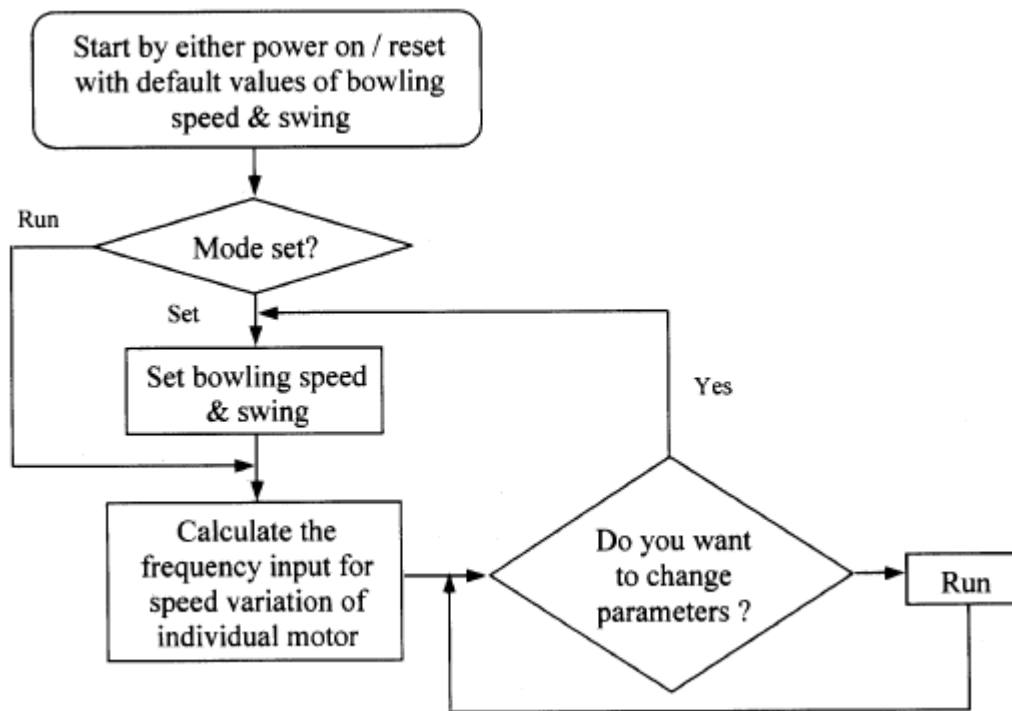 Start by either power on / reset
with default values of bowling
speed & swing
Run
Mode set?
Set
Set bowling speed
& swing
Yes
Calculate the
frequency input for
speed variation of
individual motor
Do you want
to change
parameters ?
Run